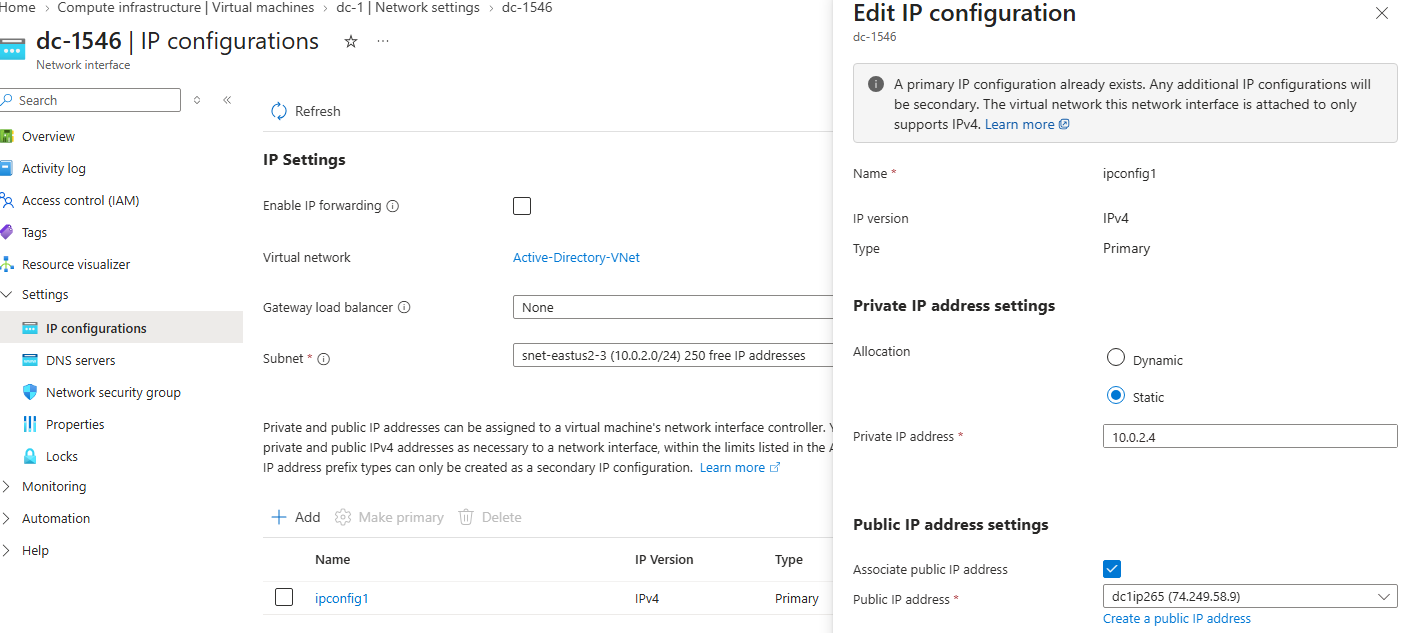 Home > Compute infrastructure | Virtual machines > dc-1 | Network settings > dc-1546
dc-1546 | IP configurations
Network interface
Search
Overview
Activity log
Access control (IAM)
Tags
Resource visualizer
Settings
IP configurations
DNS servers
Network security group
Properties
Locks
Monitoring
Automation
Help
Refresh
IP Settings
Enable IP forwarding
Virtual network
Active-Directory-VNet
Gateway load balancer
None
Subnet *
snet-eastus2-3 (10.0.2.0/24) 250 free IP addresses
Private and public IP addresses can be assigned to a virtual machine's network interface controller.
private and public IPv4 addresses as necessary to a network interface, within the limits listed in the
IP address prefix types can only be created as a secondary IP configuration. Learn more
Add Make primary Delete
Name IP Version Type
ipconfig1 IPv4 Primary
Edit IP configuration
dc-1546
A primary IP configuration already exists. Any additional IP configurations will
be secondary. The virtual network this network interface is attached to only
supports IPv4. Learn more
Name *
ipconfig1
IP version
IPv4
Type
Primary
Private IP address settings
Allocation
Dynamic
Static
Private IP address *
10.0.2.4
Public IP address settings
Associate public IP address
Public IP address *
dc1ip265 (74.249.58.9)
Create a public IP address